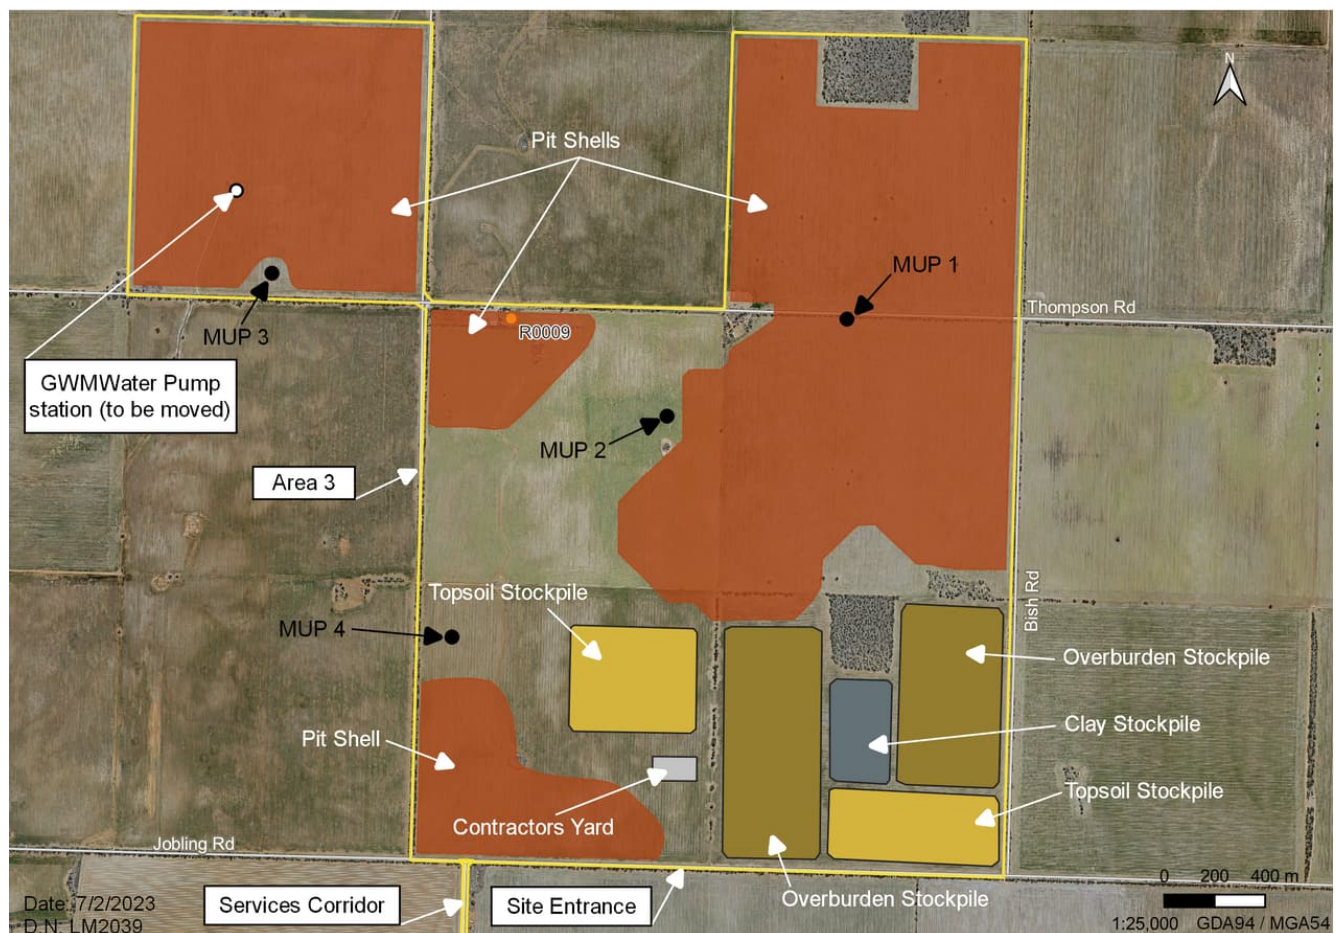 N
Pit Shells
MUP 1
Thompson Rd
MUP 3
R0009
GWMWater Pump
station (to be moved)
MUP 2
Area 3
Topsoil Stockpile
Bish Rd
MUP 4
Overburden Stockpile
Clay Stockpile
Pit Shell
Topsoil Stockpile
Contractors Yard
Jobling Rd
0 200 400 m
Overburden Stockpile
Services Corridor
Site Entrance
Date: 7/2/2023
D.N: LM2039
1:25,000 GDA94 / MGA54